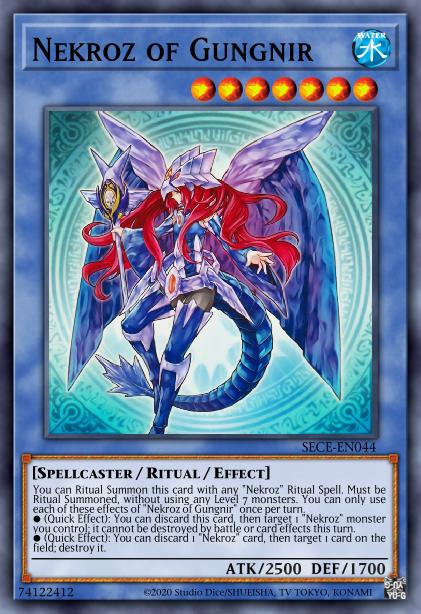 Nekroz of Gungnir
WATER
水
SECE-EN044
[Spellcaster / Ritual / Effect]
You can Ritual Summon this card with any "Nekroz" Ritual Spell. Must be
Ritual Summoned, without using any Level 7 monsters. You can only use
each of these effects of "Nekroz of Gungnir" once per turn.
● (Quick Effect): You can discard this card, then target 1 "Nekroz" monster
you control; it cannot be destroyed by battle or card effects this turn.
● (Quick Effect): You can discard 1 "Nekroz" card, then target 1 card on the
field; destroy it.
ATK/2500 DEF/1700
74122412
©2020 Studio Dice/SHUEISHA, TV TOKYO, KONAMI